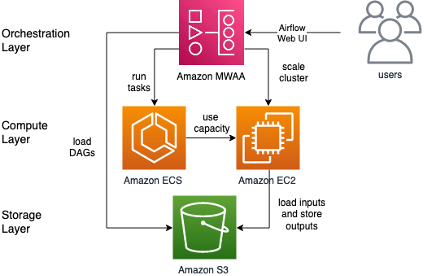 Orchestration
Layer
Airflow
Web UI
users
Amazon MWAA
run
tasks
scale
cluster
Compute
Layer
use
capacity
load
DAGs
Amazon ECS
Amazon EC2
load inputs
and store
outputs
Storage
Layer
Amazon S3